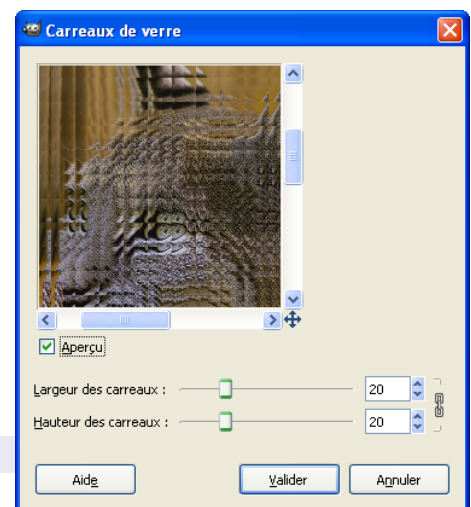 Carreaux de verre
Aperçu
Largeur des carreaux : 20
Hauteur des carreaux : 20
Aide Valider Annuler